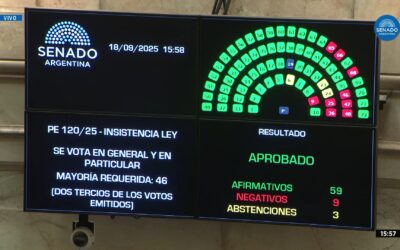 VIVO
SENADO
ARGENTINA
18/09/2025 15:58
SENADO
ARGENTINA
PE 120/25 - INSISTENCIA LEY
SE VOTA EN GENERAL Y EN
PARTICULAR
MAYORÍA REQUERIDA: 46
(DOS TERCIOS DE LOS VOTOS
EMITIDOS)
RESULTADO
APROBADO
AFIRMATIVOS 59
NEGATIVOS 9
ABSTENCIONES 3
15:57